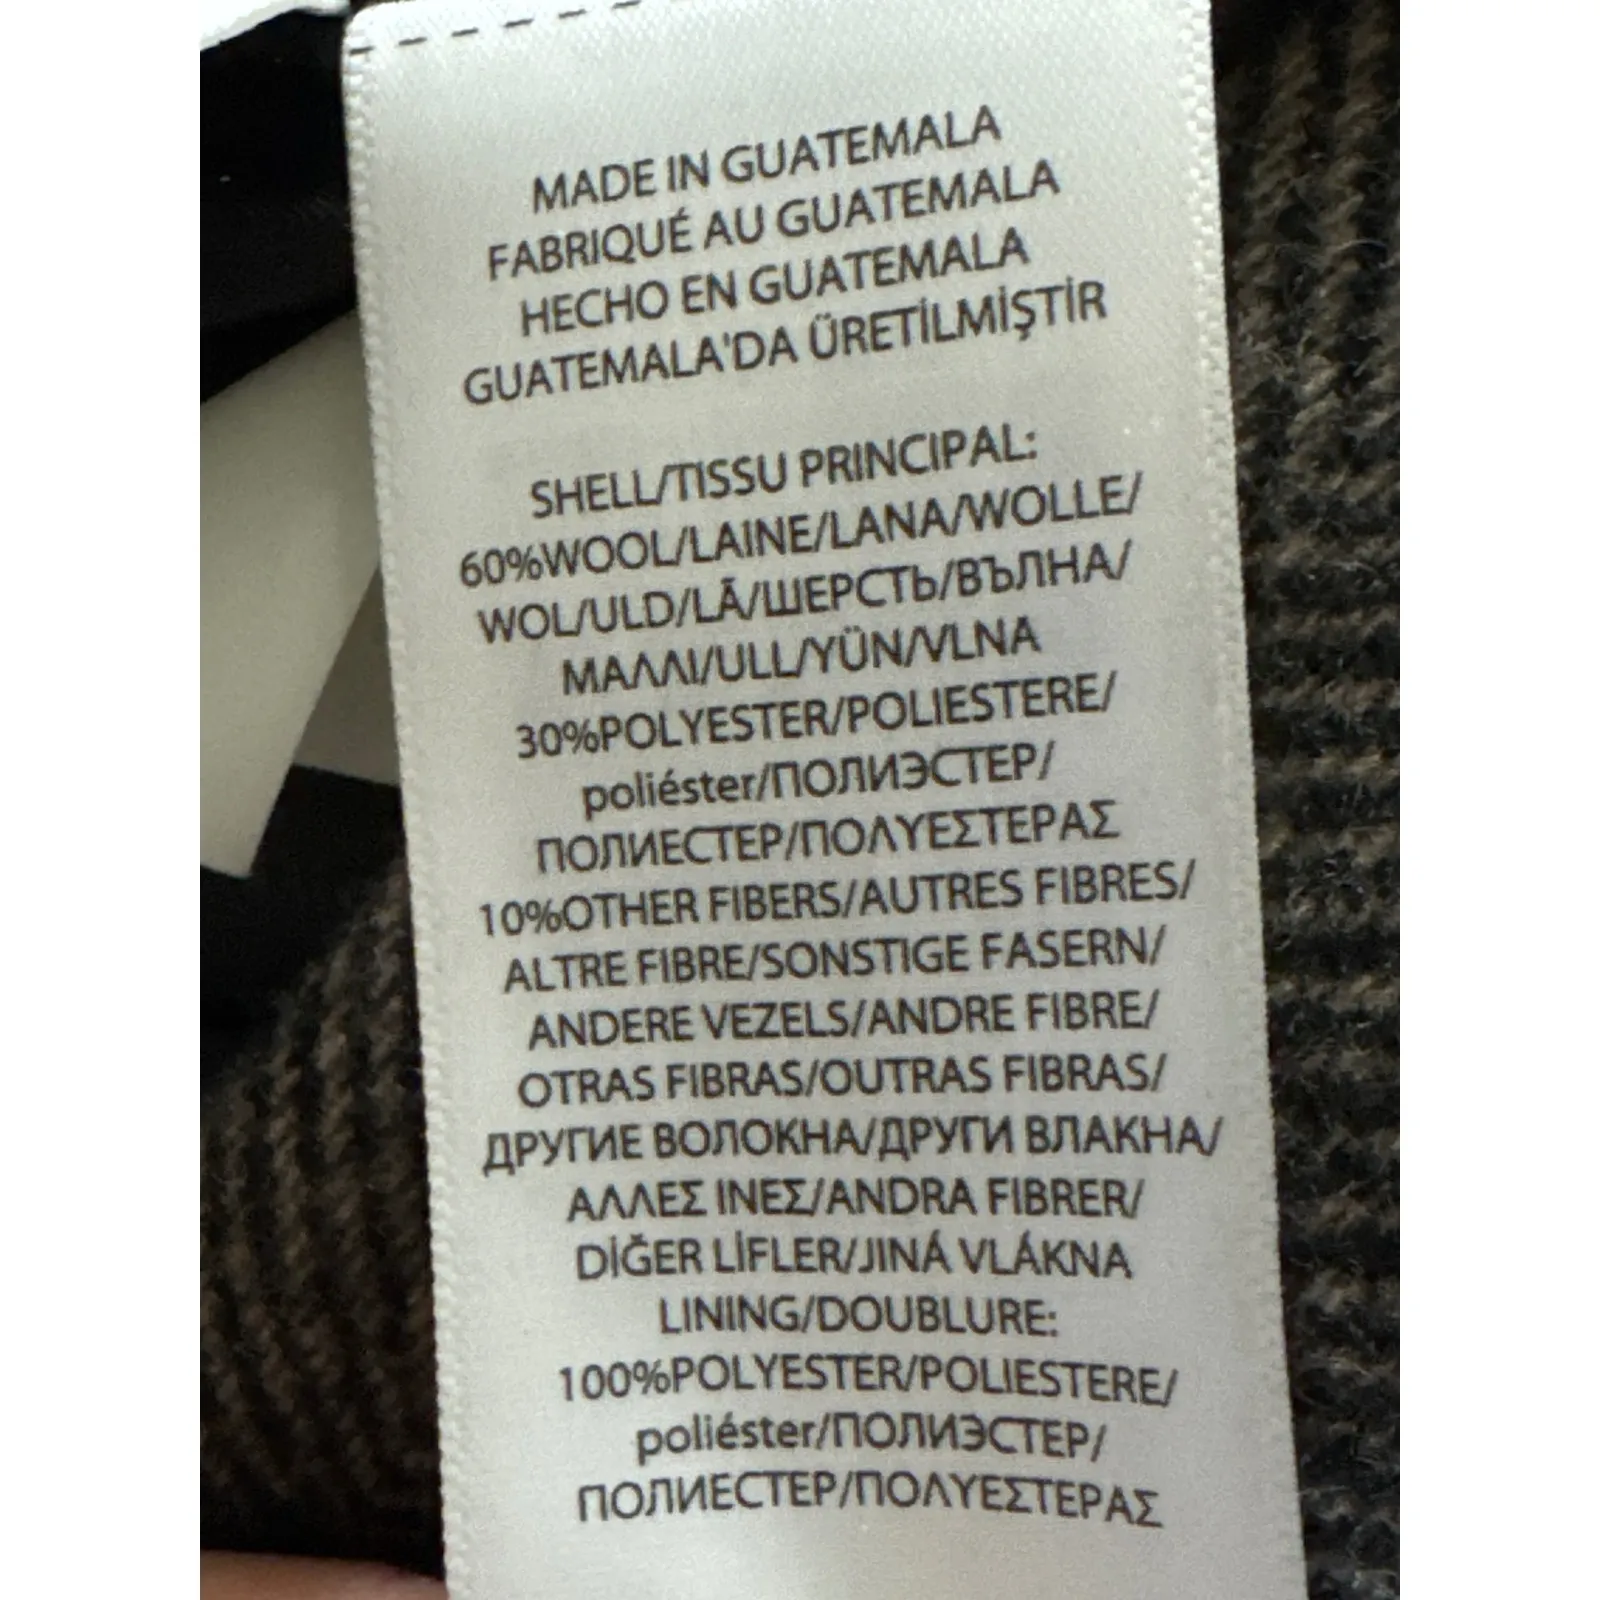 MADE IN GUATEMALA
FABRIQUÉ AU GUATEMALA
HECHO EN GUATEMALA
GUATEMALA'DA ÜRETİLMİŞTİR
SHELL/TISSU PRINCIPAL:
60%WOOL/LAINE/LANA/WOLLE/
WOL/ULD/LÃ/ШЕРСТЬ/ВЪЛНА/
ΜΑΛΛΙ/ULL/YÜN/VLNA
30%POLYESTER/POLIESTERE/
poliéster/ПОЛИЭСТЕР/
ПОЛИЕСТЕР/ΠΟΛΥΕΣΤΕΡΑΣ
10%OTHER FIBERS/AUTRES FIBRES/
ALTRE FIBRE/SONSTIGE FASERN/
ANDERE VEZELS/ANDRE FIBRE/
OTRAS FIBRAS/OUTRAS FIBRAS/
ДРУГИЕ ВОЛОКНА/ДРУГИ ВЛАКНА/
ΑΛΛΕΣ ΙΝΕΣ/ANDRA FIBRER/
DİĞER LİFLER/JINÁ VLÁKNA
LINING/DOUBLURE:
100%POLYESTER/POLIESTERE/
poliéster/ПОЛИЭСТЕР/
ПОЛИЕСТЕР/ΠΟΛΥΕΣΤΕΡΑΣ